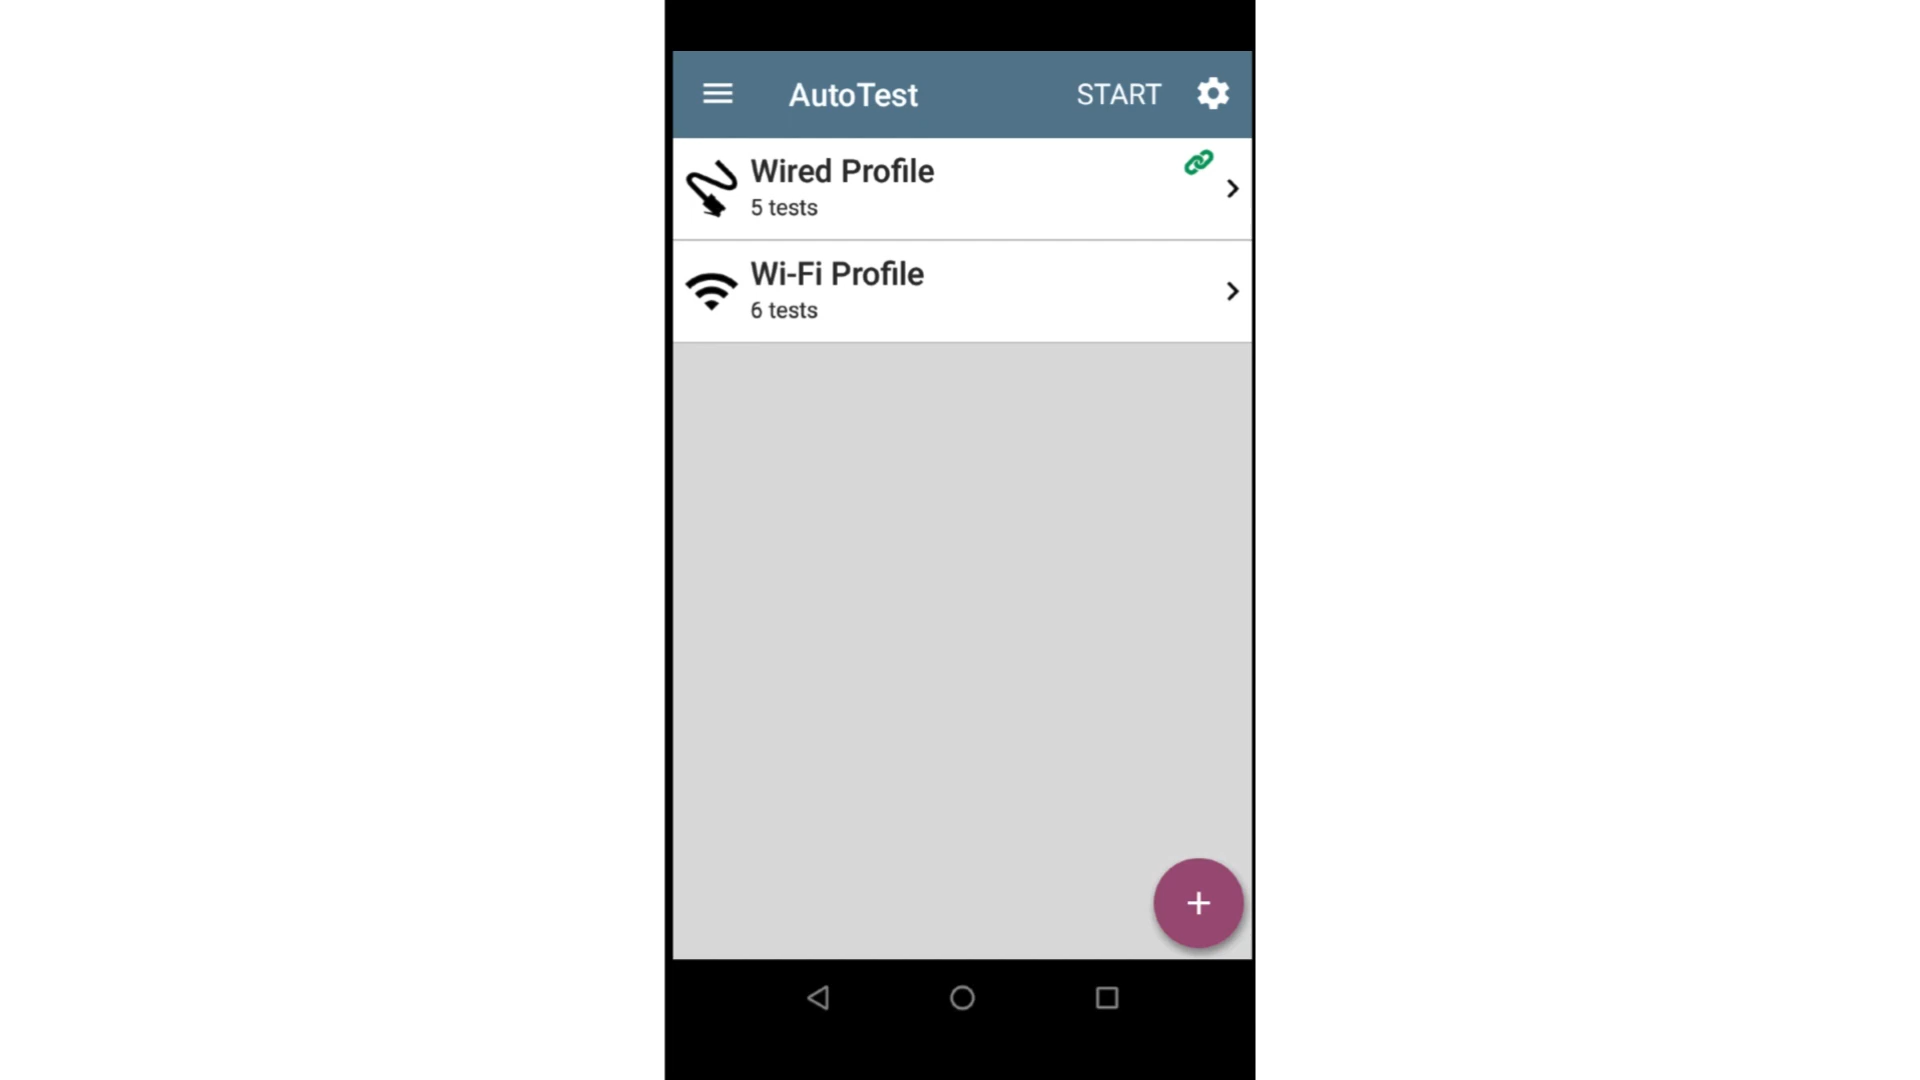 AutoTest
START
Wired Profile
5 tests
Wi-Fi Profile
6 tests